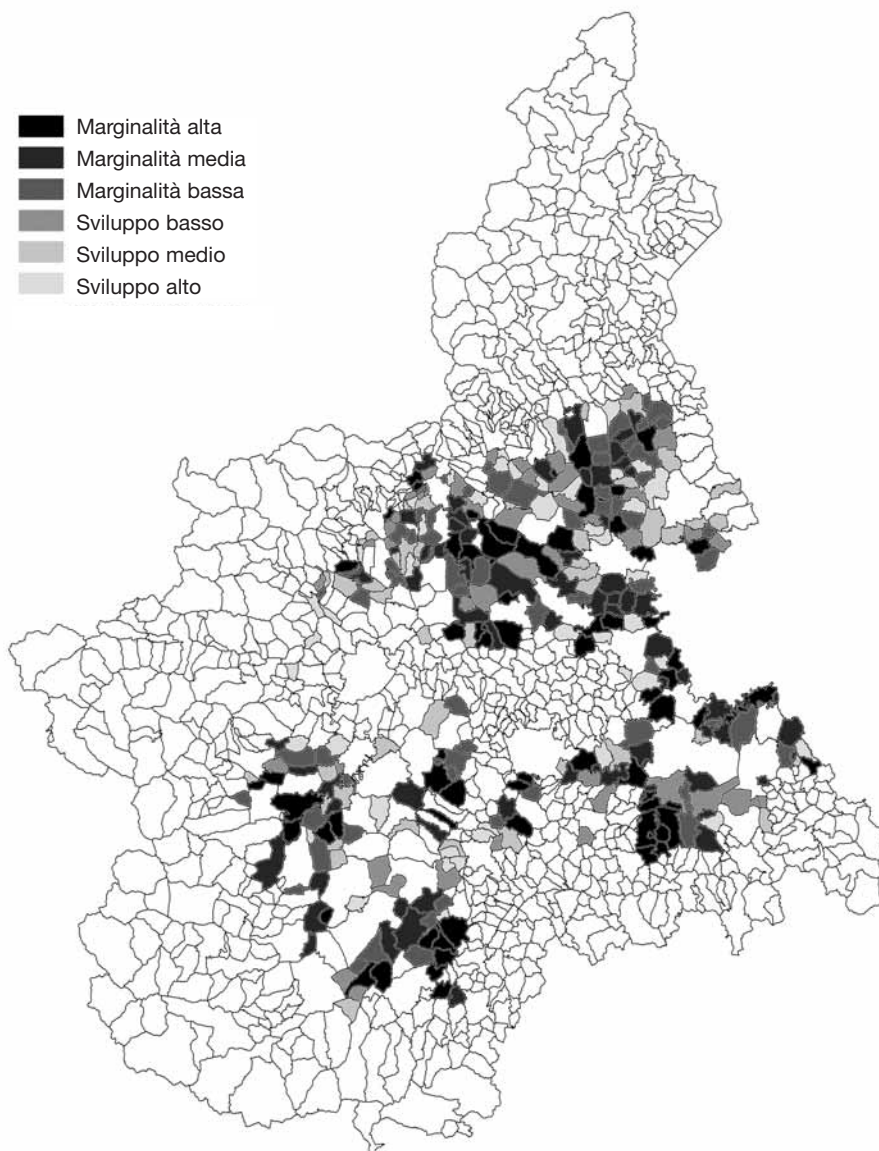 Marginalità alta
Marginalità media
Marginalità bassa
Sviluppo basso
Sviluppo medio
Sviluppo alto